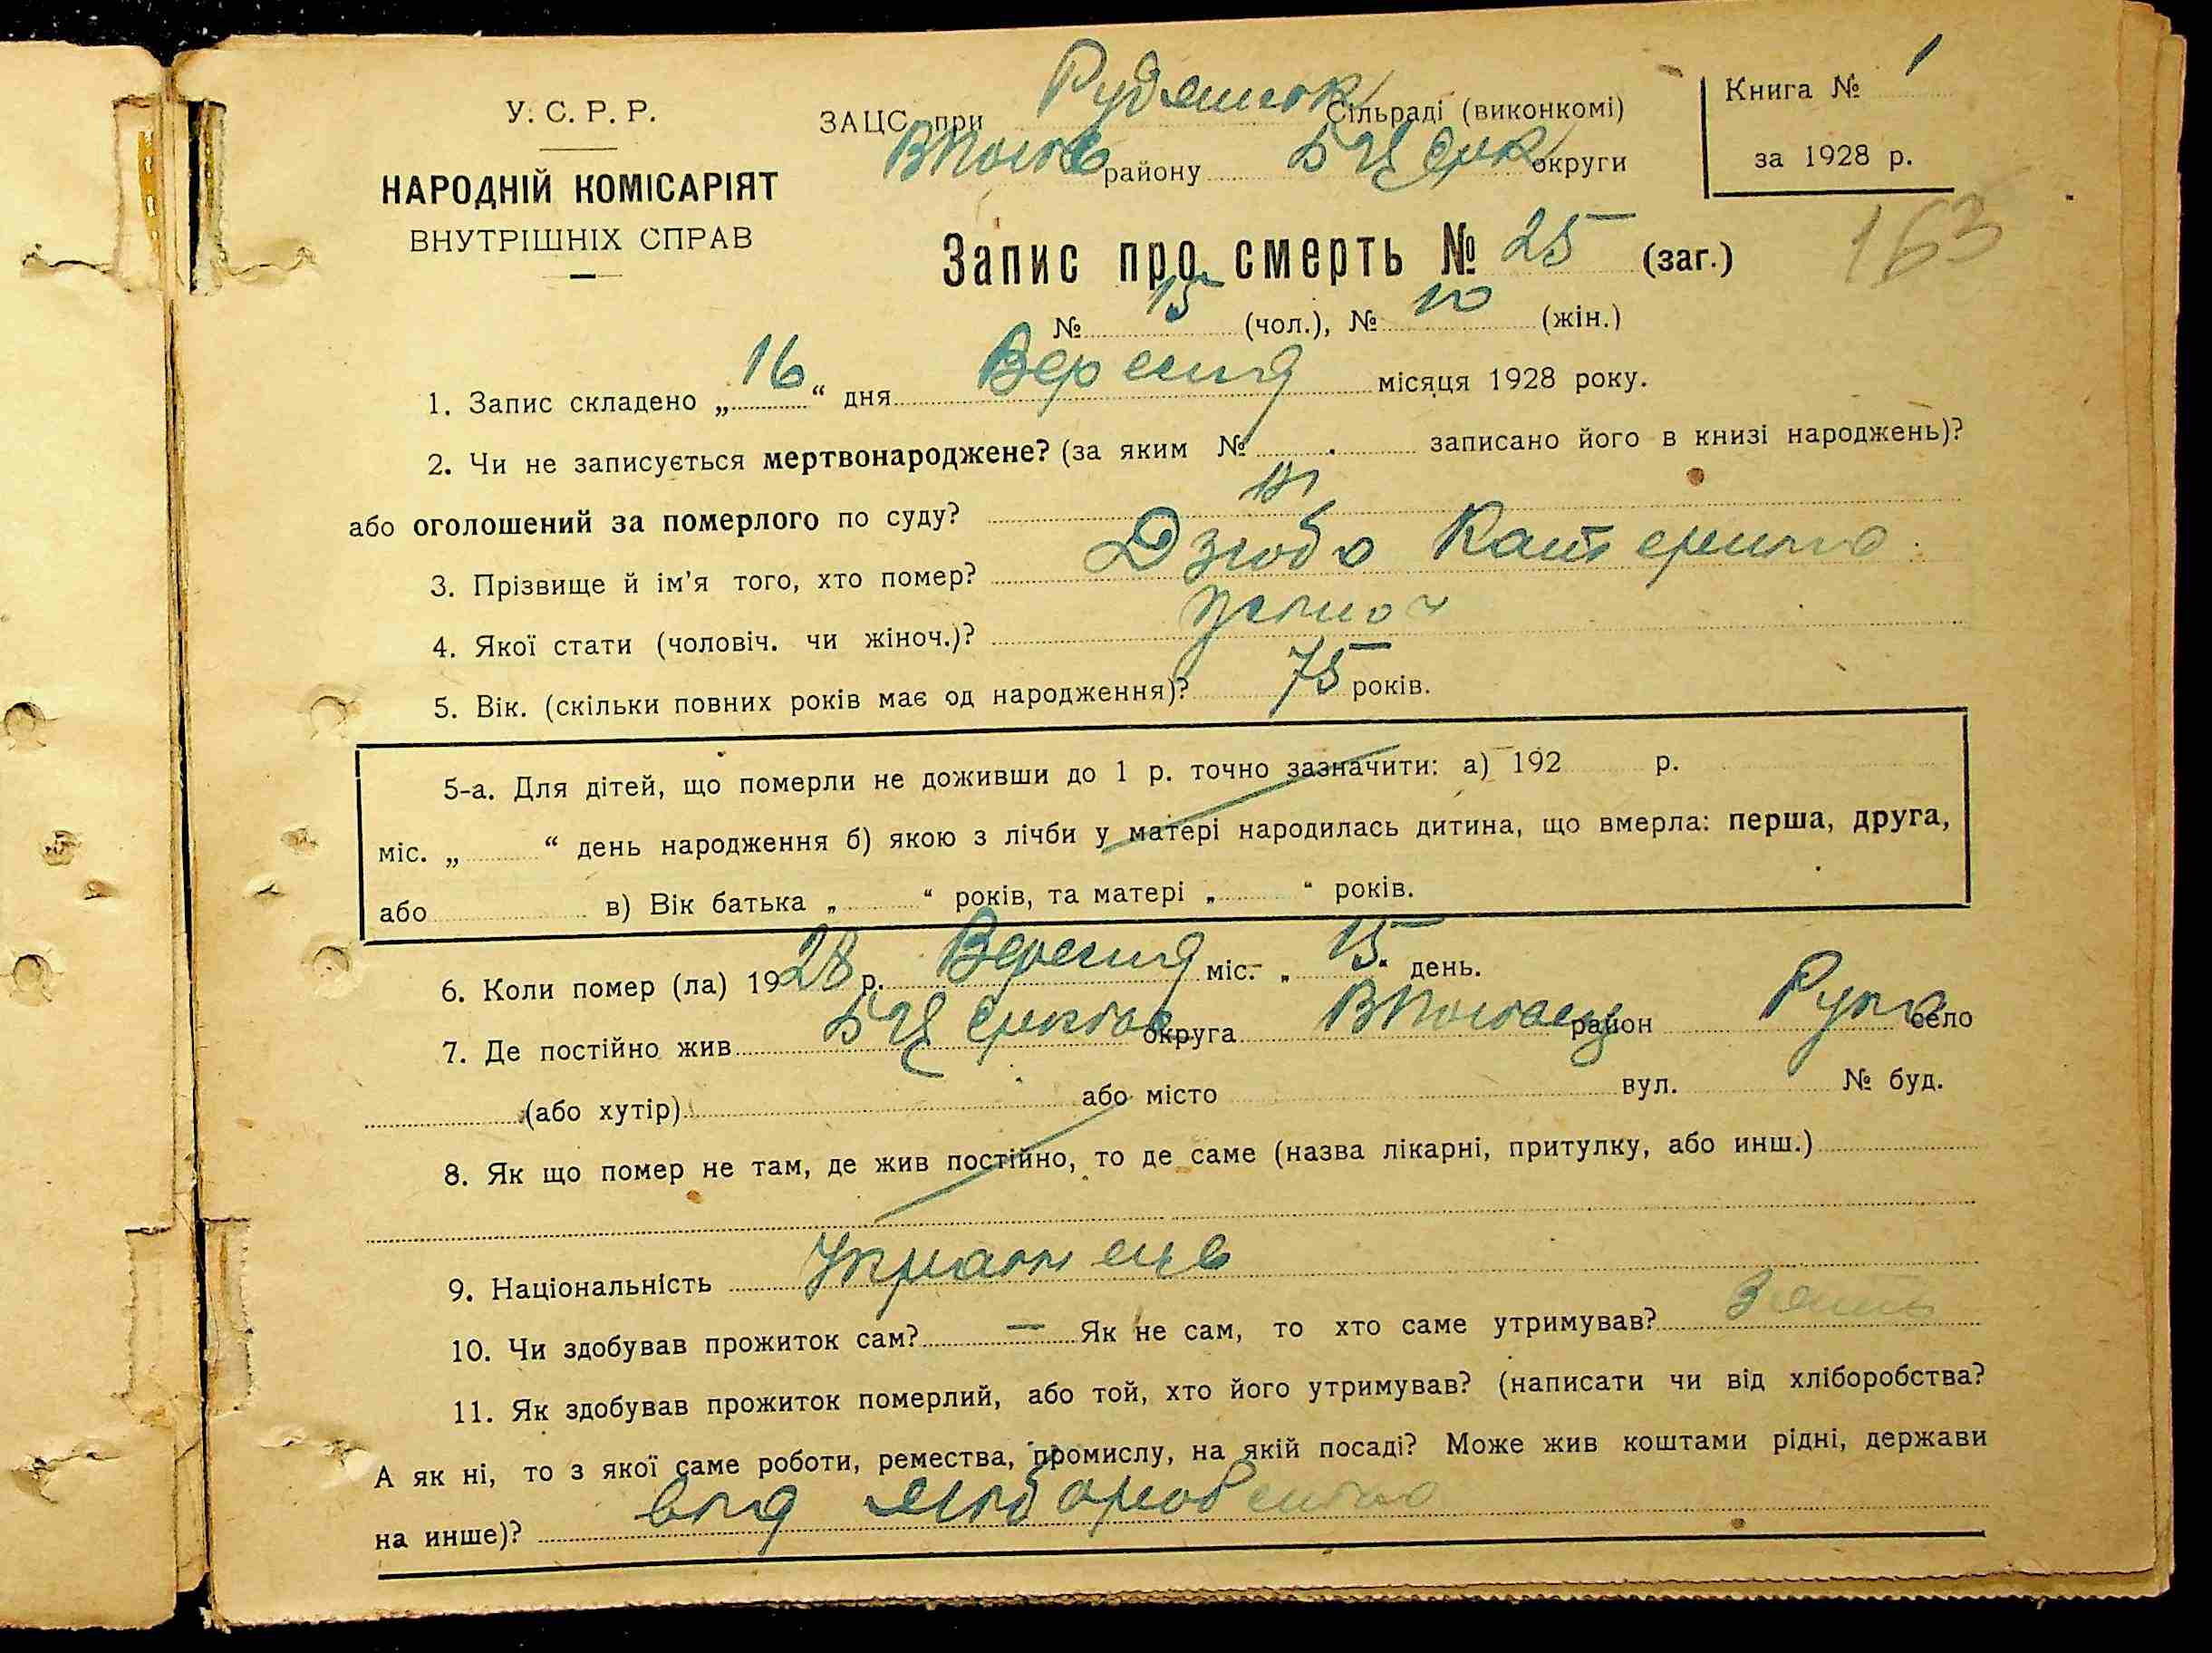 У. С. Р. Р.
НАРОДНІЙ КОМІСАРІЯТ
ВНУТРІШНІХ СПРАВ
ЗАЦС при Рудянськ Сільраді (виконкомі)
району БЦ округи
Книга № 1
за 1928 р.
163
Запис про смерть № 25 (заг.)
№ 15 (чол.), № 10 (жін.)
1. Запис складено „ 16 “ дня Вересня місяця 1928 року.
2. Чи не записується мертвонароджене? (за яким № записано його в книзі народжень)?
або оголошений за померлого по суду? ні
3. Прізвище й ім'я того, хто помер? Дзюба Катерина
4. Якої стати (чоловіч. чи жіноч.)? жіноч
5. Вік. (скільки повних років має од народження)? 75 років.
5-а. Для дітей, що померли не доживши до 1 р. точно зазначити: а) 192 р.
міс. „ “ день народження б) якою з лічби у матері народилась дитина, що вмерла: перша, друга,
або в) Вік батька „ “ років, та матері „ “ років.
6. Коли помер (ла) 1928 р. Вересня міс. „ 15 “ день.
7. Де постійно жив округа район село
(або хутір) або місто вул. № буд.
8. Як що помер не там, де жив постійно, то де саме (назва лікарні, притулку, або инш.)
9. Національність
10. Чи здобував прожиток сам? — Як не сам, то хто саме утримував? Зять
11. Як здобував прожиток померлий, або той, хто його утримував? (написати чи від хліборобства?
А як ні, то з якої саме роботи, ремества, промислу, на якій посаді? Може жив коштами рідні, держави
на инше)? від хліборобства